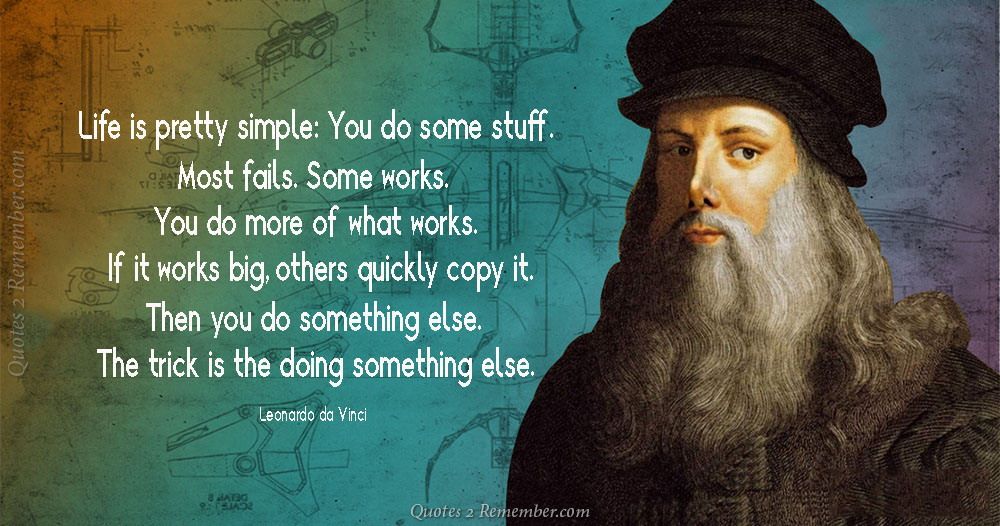 Life is pretty simple: You do some stuff.
Most fails. Some works.
You do more of what works.
If it works big, others quickly copy it.
Then you do something else.
The trick is the doing something else.
Leonardo da Vinci
Quotes 2 Remember.com
Quotes 2 Remember.com